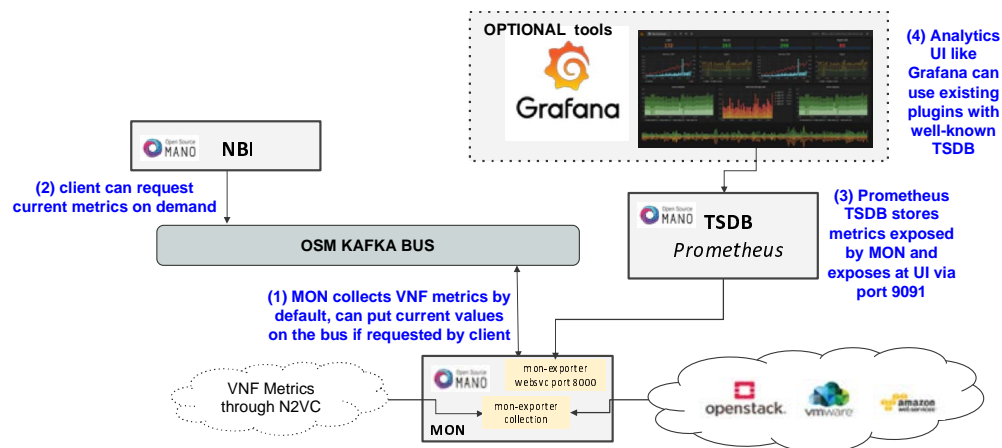 OPTIONAL tools
Grafana
(4) Analytics
UI like
Grafana can
use existing
plugins with
well-known
TSDB
Open Source
MANO
NBI
(2) client can request
current metrics on demand
OSM KAFKA BUS
Open Source
MANO
TSDB
Prometheus
(3) Prometheus
TSDB stores
metrics exposed
by MON and
exposes at UI via
port 9091
(1) MON collects VNF metrics by
default, can put current values
on the bus if requested by client
VNF Metrics
through N2VC
Open Source
MANO
mon-exporter
websvc port 8000
mon-exporter
collection
MON
openstack.
vmware
amazon
web services